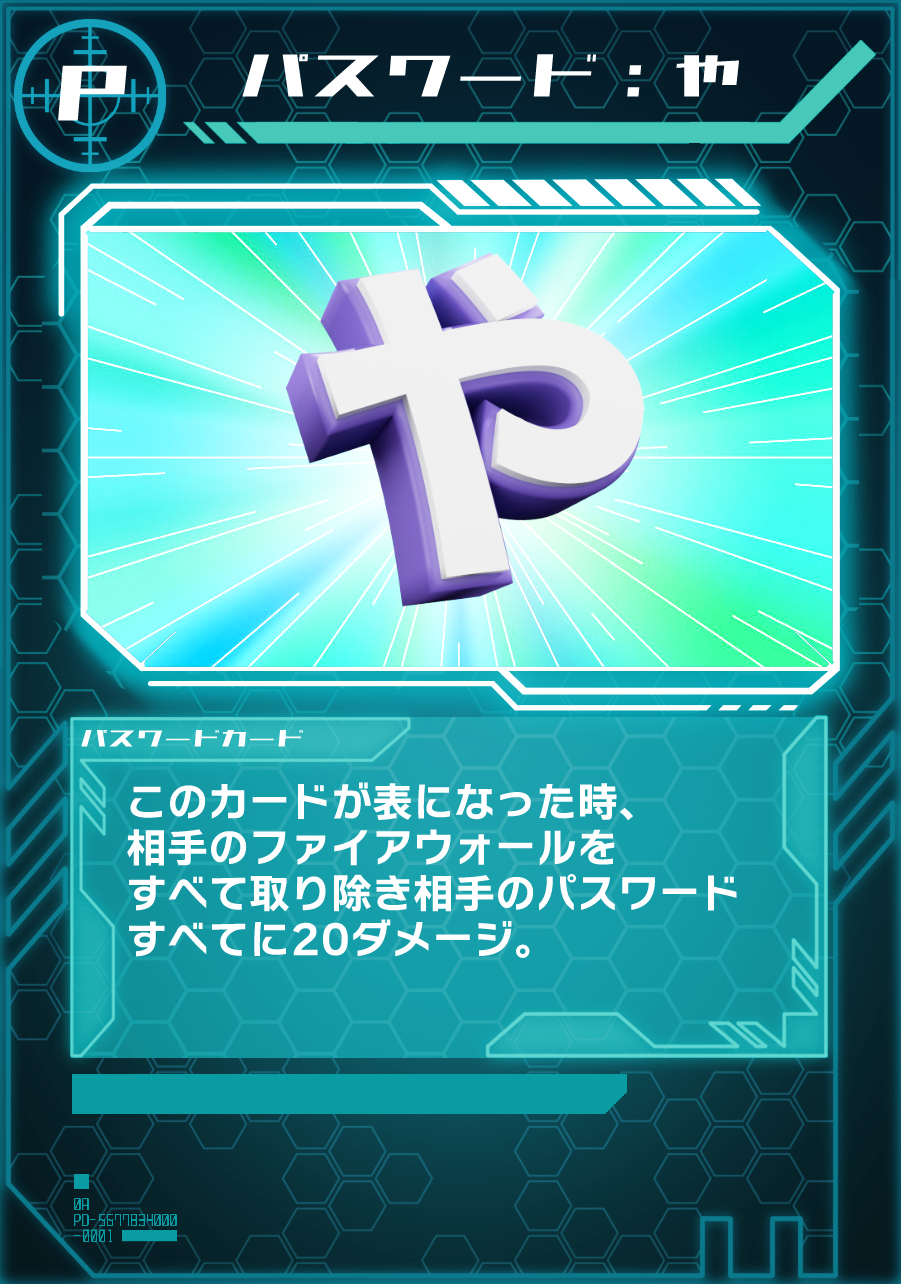 P
パスワード：や
や
パスワードカード
このカードが表になった時、
相手のファイアウォールを
すべて取り除き相手のパスワード
すべてに20ダメージ。
0A
PD-5677834000
-0001